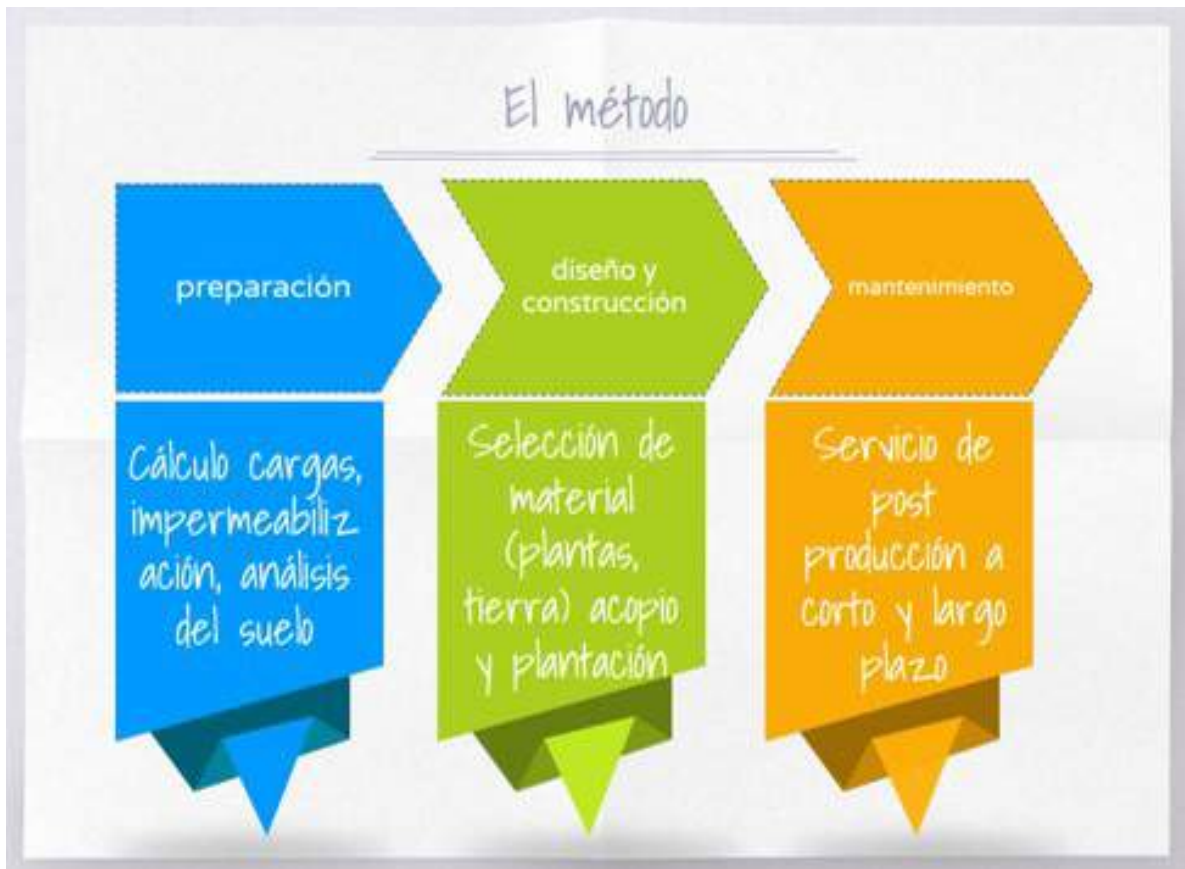 El método
preparación
diseño y
construcción
mantenimiento
Cálculo cargas,
impermeabiliz
ación, análisis
del suelo
Selección de
material
(plantas,
tierra) acopio
y plantación
Servicio de
post
producción a
corto y largo
plazo